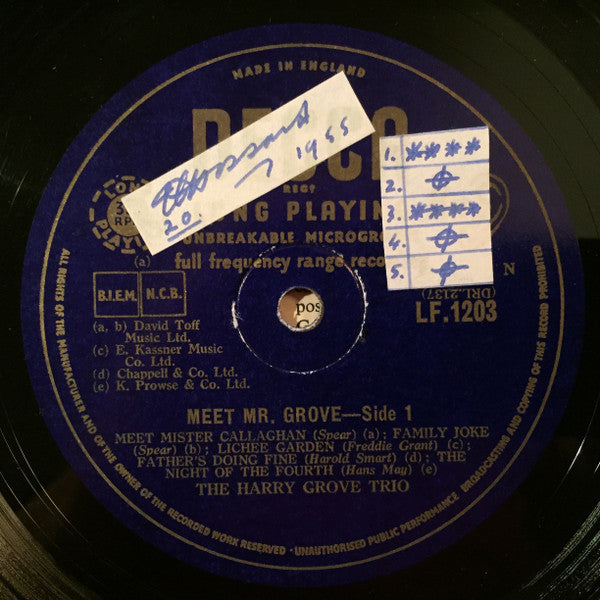 MADE IN ENGLAND
DECCA
REGD
1955
20.
1. ****
2.
3. ****
4.
5.
LONG PLAYING
UNBREAKABLE MICROGROOVE
(a) full frequency range recording
B.I.E.M. N.C.B.
(DRL.2137)
LF.1203
(a, b) David Toff
Music Ltd.
(c) E. Kassner Music
Co. Ltd.
(d) Chappell & Co. Ltd.
(e) K. Prowse & Co. Ltd.
MEET MR. GROVE—Side 1
MEET MISTER CALLAGHAN (Spear) (a); FAMILY JOKE
(Spear) (b); LICHEE GARDEN (Freddie Grant) (c);
FATHER'S DOING FINE (Harold Smart) (d); THE
NIGHT OF THE FOURTH (Hans May) (e)
THE HARRY GROVE TRIO
ALL RIGHTS OF THE MANUFACTURER AND OF THE OWNER OF THE RECORDED WORK RESERVED · UNAUTHORISED PUBLIC PERFORMANCE BROADCASTING AND COPYING OF THIS RECORD PROHIBITED